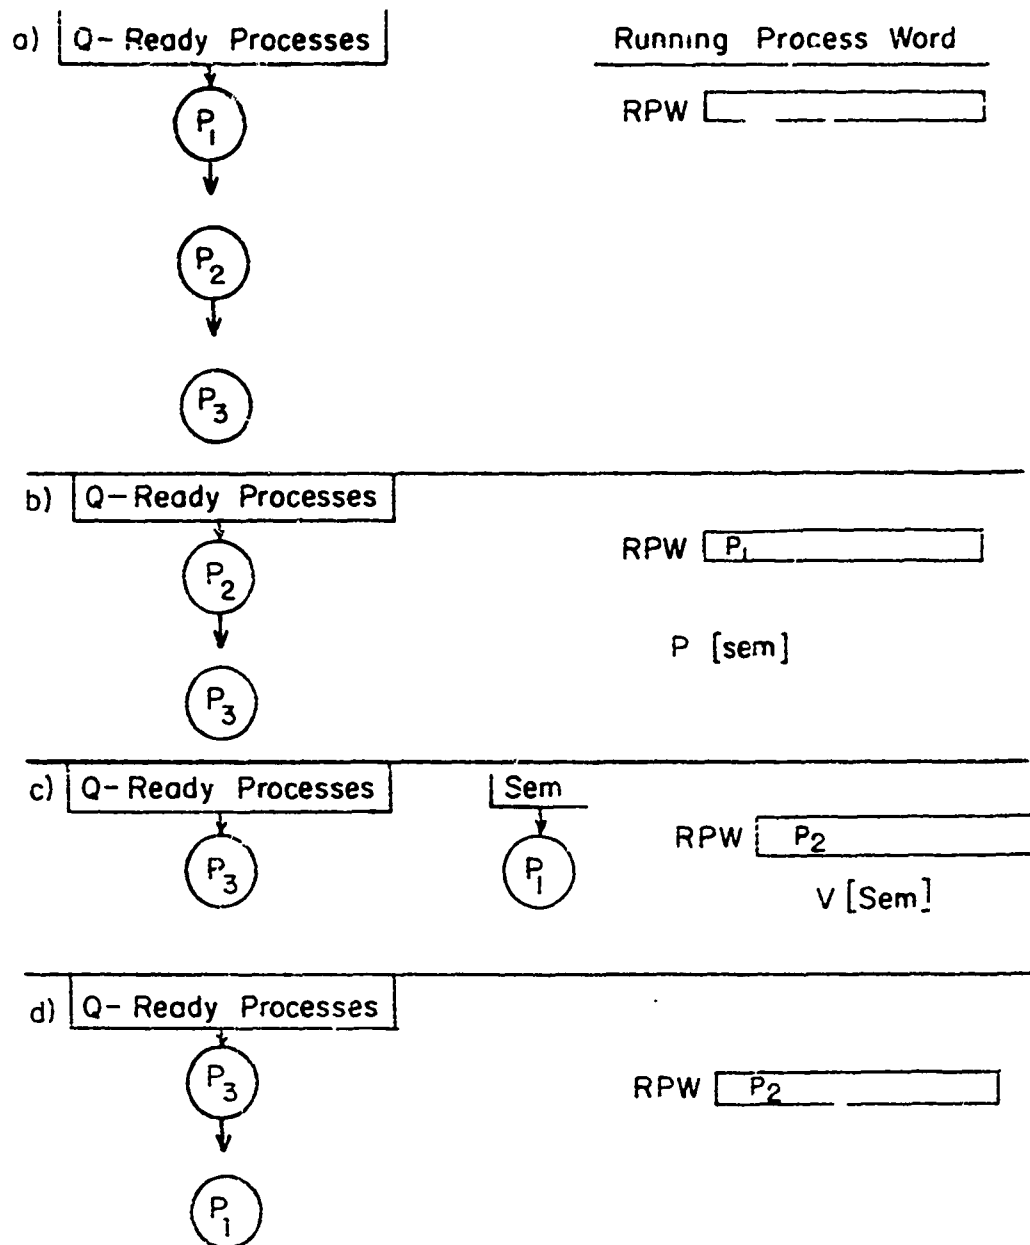 a) Q-Ready Processes
Running Process Word
RPW
P1
P2
P3
b) Q-Ready Processes
RPW P1
P2
P [sem]
P3
c) Q-Ready Processes
Sem
RPW P2
P3
P1
V [Sem]
d) Q-Ready Processes
P3
RPW P2
P1